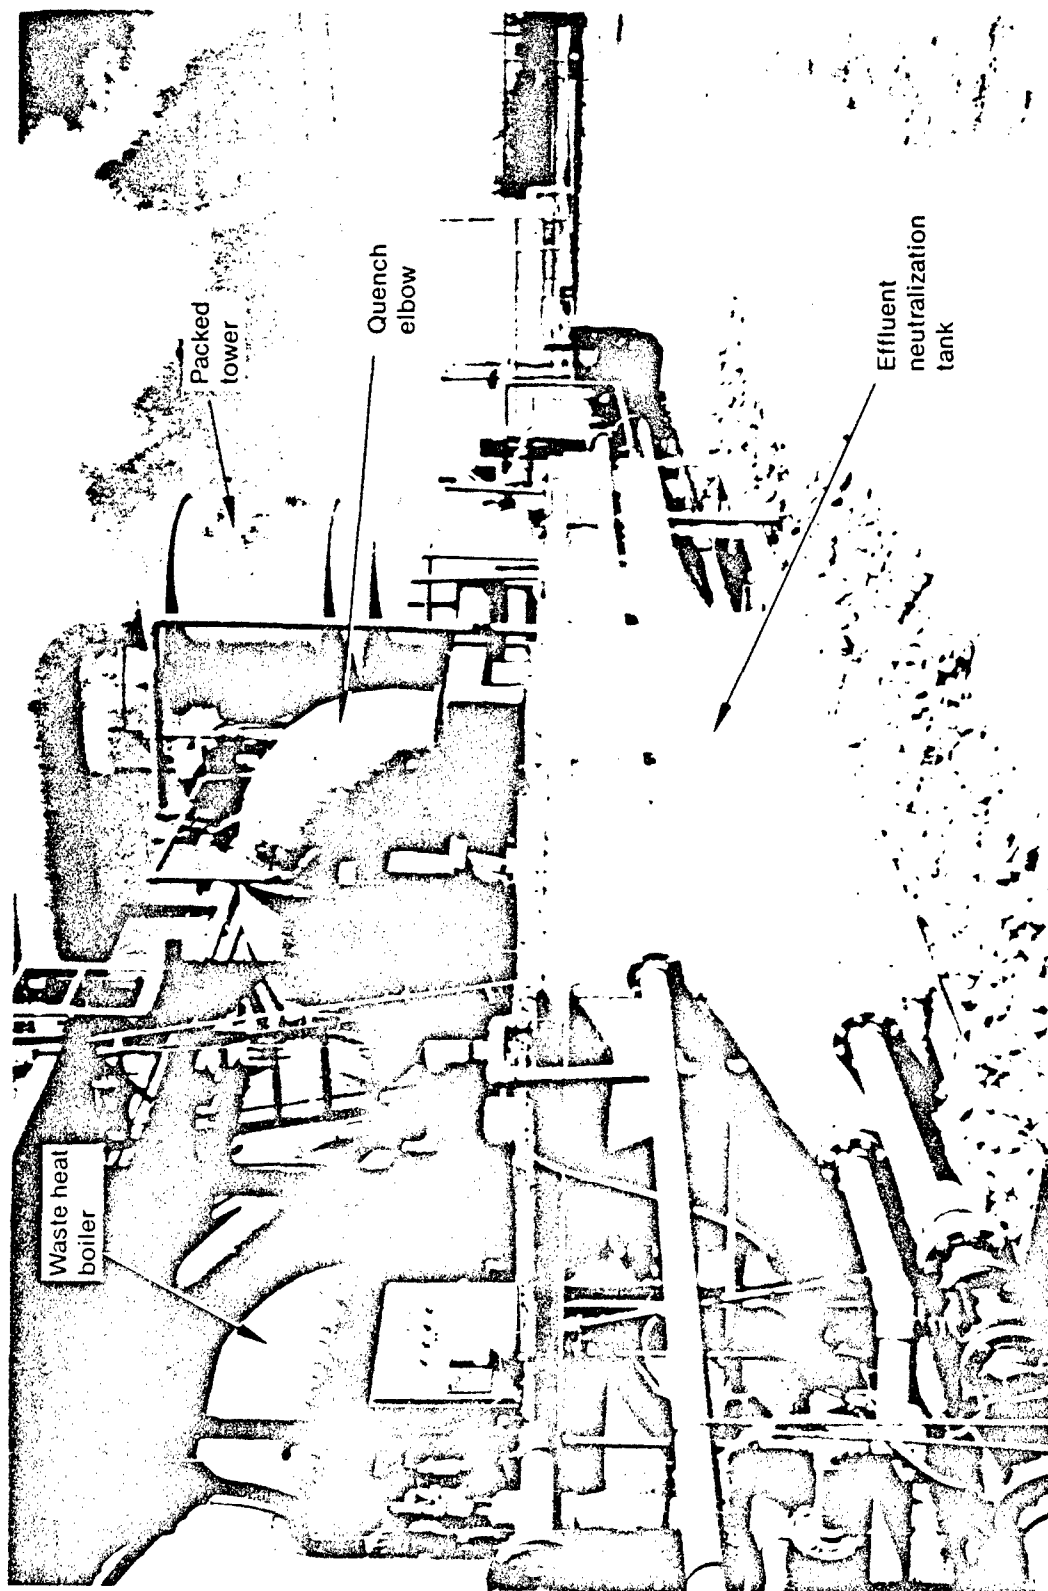 Waste heat
boiler
Packed
tower
Quench
elbow
Effluent
neutralization
tank